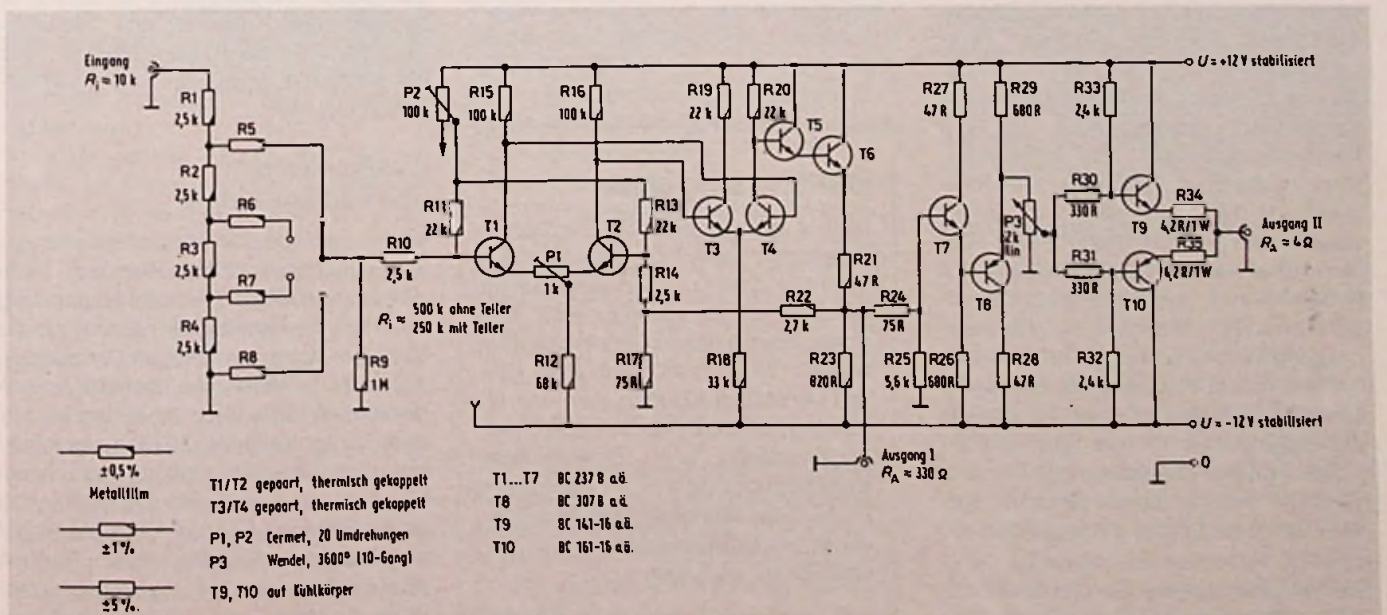 Eingang
Ri ≈ 10 k
R1
2,5 k
R2
2,5 k
R3
2,5 k
R4
2,5 k
R5
R6
R7
R8
R9
1 M
R10
2,5 k
P2
100 k
R15
100 k
R16
100 k
R11
22 k
T1
T2
P1
1 k
Ri ≈ 500 k ohne Teller
250 k mit Teller
R12
68 k
R13
22 k
R14
2,5 k
R17
75 R
R19
22 k
R20
22 k
T3
T4
T5
T6
R18
33 k
R21
47 R
R22
2,7 k
R23
820 R
R24
75 R
R25
5,6 k
R26
680 R
R27
47 R
T7
R29
680 R
T8
R28
47 R
P3
2 k
lin
R33
2,4 k
R30
330 R
R31
330 R
R32
2,4 k
T9
T10
R34
4,2 R/1 W
R35
4,2 R/1 W
U = +12 V stabilisiert
Ausgang II
RA ≈ 4 Ω
U = -12 V stabilisiert
0
Ausgang I
RA ≈ 330 Ω
±0,5%
Metallfilm
±1%
±5%.
T1/T2 gepaart, thermisch gekoppelt
T3/T4 gepaart, thermisch gekoppelt
P1, P2 Cermet, 20 Umdrehungen
P3 Wendel, 3600° (10-Gang)
T9, T10 auf Kühlkörper
T1...T7 BC 237 B a.ä.
T8 BC 307 B a.ä.
T9 BC 141-16 a.ä.
T10 BC 161-16 a.ä.